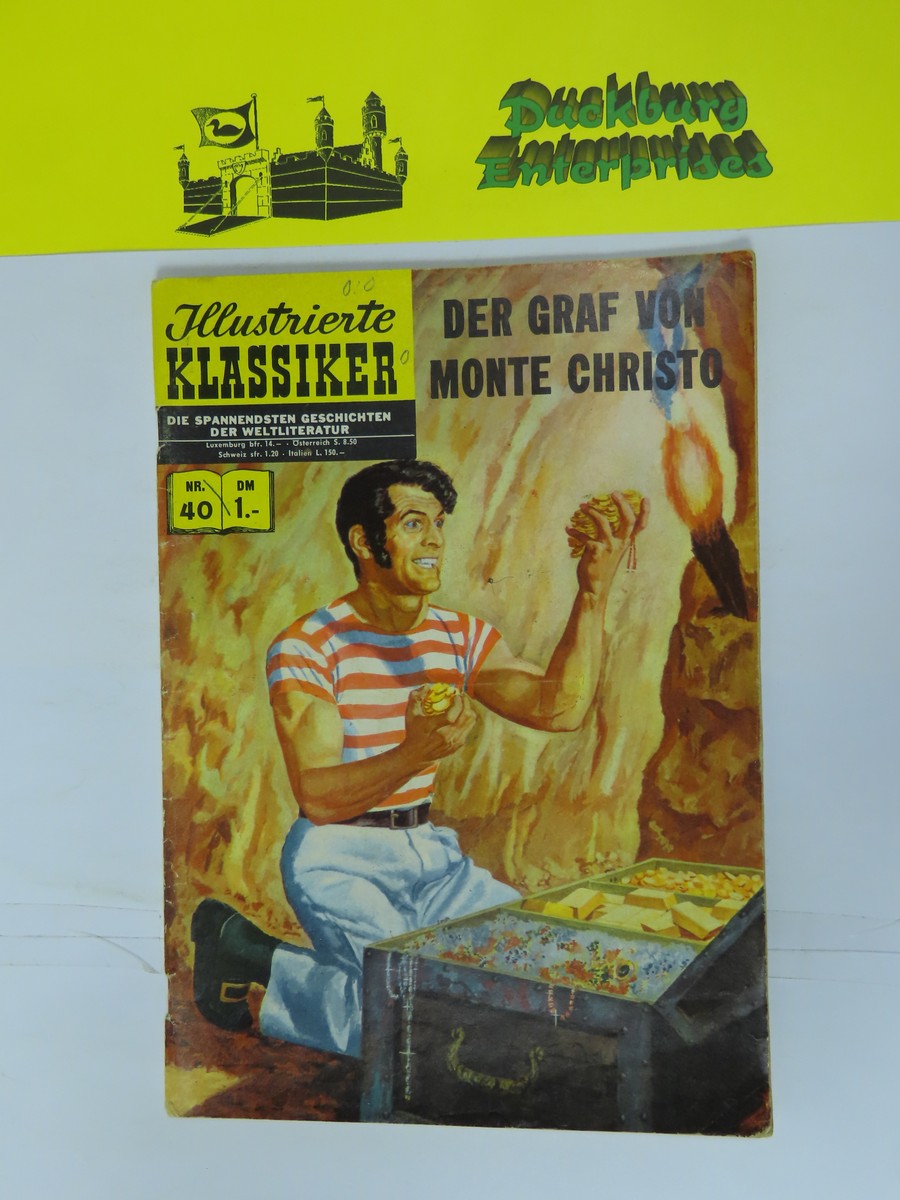 Duckburg
Enterprises
Illustrierte
KLASSIKER
DIE SPANNENDSTEN GESCHICHTEN
DER WELTLITERATUR
Luxemburg bfr. 14.– · Österreich S. 8.50
Schweiz sfr. 1.20 · Italien L. 150.–
NR.
40
DM
1.-
DER GRAF VON
MONTE CHRISTO